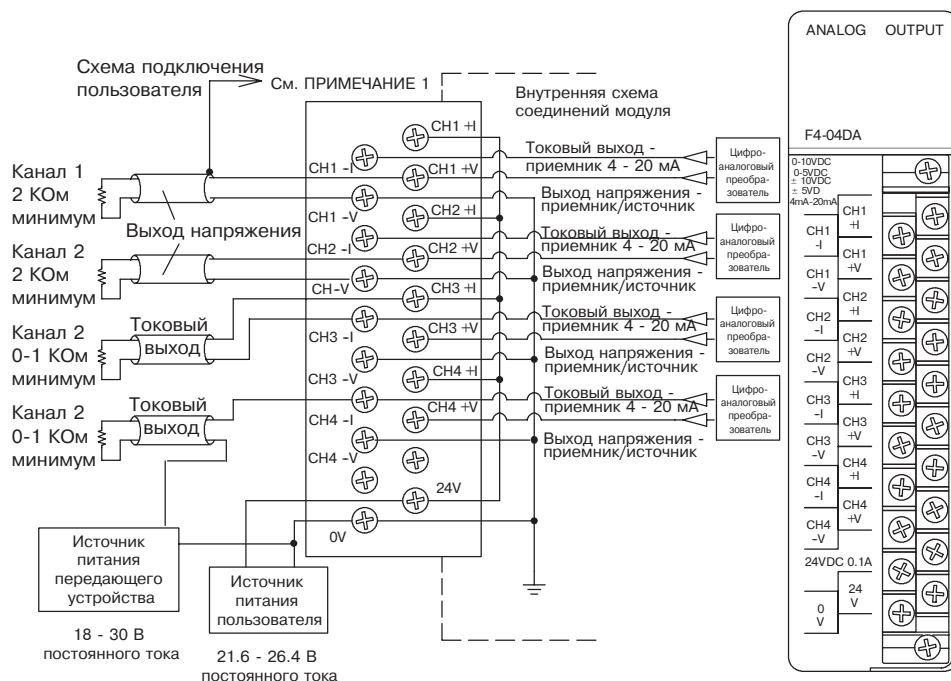 Схема подключения
пользователя
См. ПРИМЕЧАНИЕ 1
Внутренняя схема
соединений модуля
Канал 1
2 КОм
минимум
Выход напряжения
Канал 2
2 КОм
минимум
Канал 2
0-1 КОм
минимум
Токовый
выход
Канал 2
0-1 КОм
минимум
Токовый
выход
CH1 +I
CH1 -I
CH1 +V
CH1 -V
CH2 +I
CH2 -I
CH2 +V
CH-V
CH3 +I
CH3 -I
CH3 +V
CH3 -V
CH4 +I
CH4 -I
CH4 +V
CH4 -V
24V
0V
Токовый выход -
приемник 4 - 20 мА
Выход напряжения -
приемник/источник
Токовый выход -
приемник 4 - 20 мА
Выход напряжения -
приемник/источник
Токовый выход -
приемник 4 - 20 мА
Выход напряжения -
приемник/источник
Токовый выход -
приемник 4 - 20 мА
Выход напряжения -
приемник/источник
Цифро-
аналоговый
преобра-
зователь
Цифро-
аналоговый
преобра-
зователь
Цифро-
аналоговый
преобра-
зователь
Цифро-
аналоговый
преобра-
зователь
Источник
питания
передающего
устройства
18 - 30 В
постоянного тока
Источник
питания
пользователя
21.6 - 26.4 В
постоянного тока
ANALOG OUTPUT
F4-04DA
0-10VDC
0-5VDC
± 10VDC
± 5VD
4mA-20mA
CH1
+I
CH1
-I
CH1
+V
CH1
-V
CH2
+I
CH2
-I
CH2
+V
CH2
-V
CH3
+I
CH3
-I
CH3
+V
CH3
-V
CH4
+I
CH4
-I
CH4
+V
CH4
-V
24VDC 0.1A
24
V
0
V